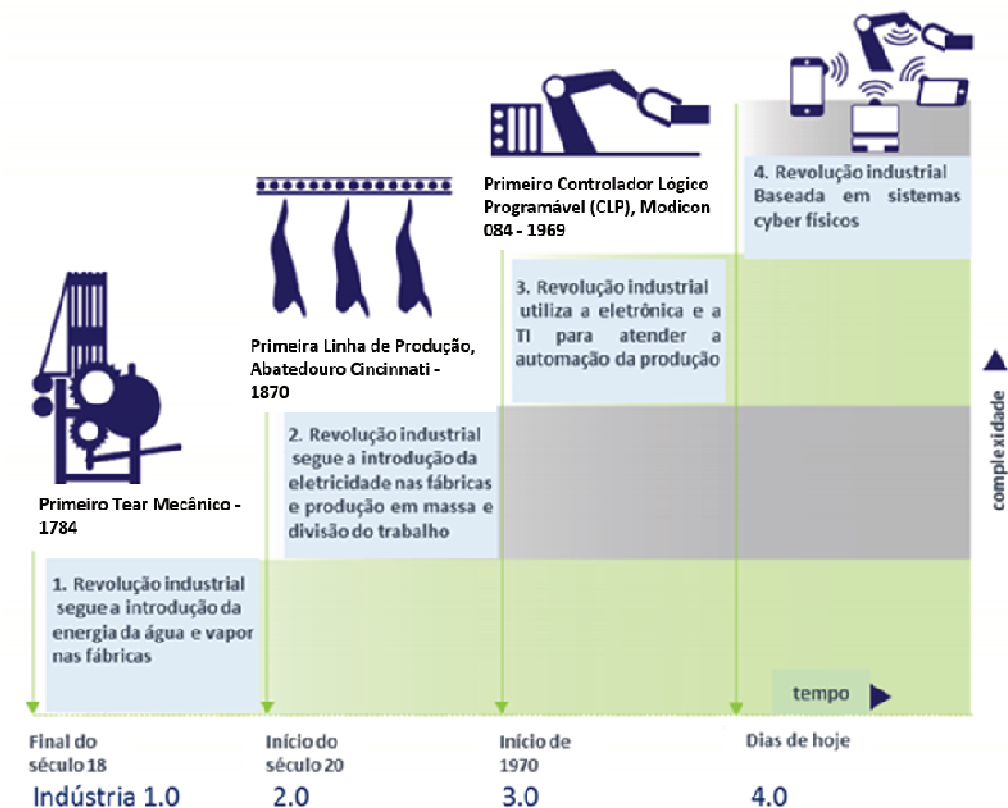 Primeiro Tear Mecânico -
1784
Primeira Linha de Produção,
Abatedouro Cincinnati -
1870
Primeiro Controlador Lógico
Programável (CLP), Modicon
084 - 1969
4. Revolução industrial
Baseada em sistemas
cyber físicos
3. Revolução industrial
utiliza a eletrônica e a
TI para atender a
automação da produção
2. Revolução industrial
segue a introdução da
eletricidade nas fábricas
e produção em massa e
divisão do trabalho
1. Revolução industrial
segue a introdução da
energia da água e vapor
nas fábricas
complexidade
tempo
Final do
século 18
Início do
século 20
Início de
1970
Dias de hoje
Indústria 1.0
2.0
3.0
4.0